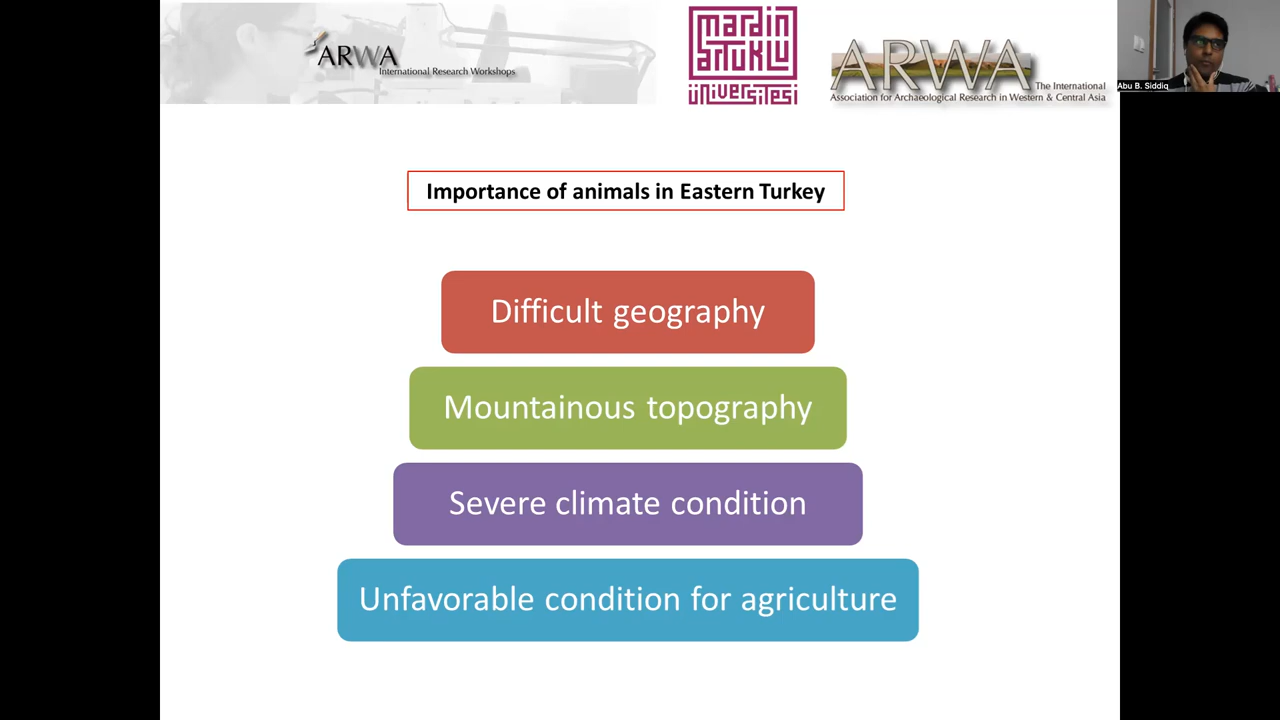 ARWA
International Research Workshops
mardin
artuklu
üniversitesi
ARWA
The International
Association for Archaeological Research in Western & Central Asia
Abu B. Siddiq
Importance of animals in Eastern Turkey
Difficult geography
Mountainous topography
Severe climate condition
Unfavorable condition for agriculture